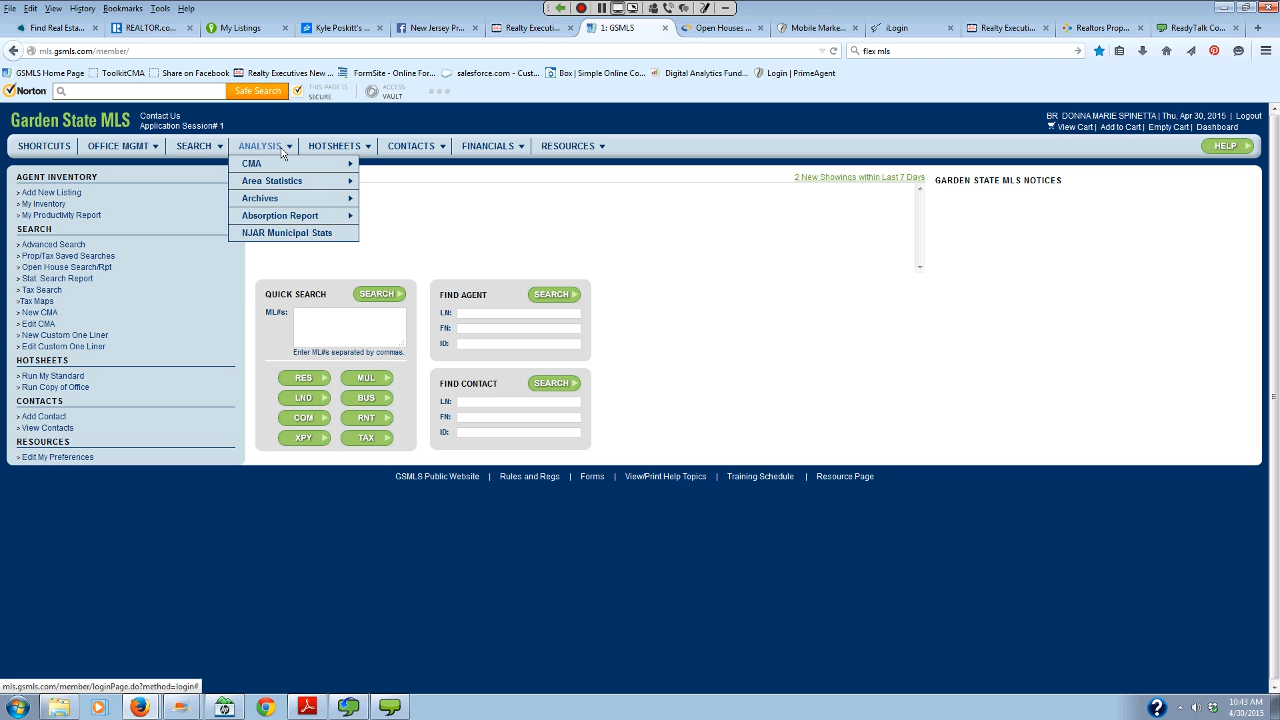 File Edit View History Bookmarks Tools Help
Find Real Estat...
REALTOR.co...
My Listings
Kyle Poskitt's ...
New Jersey Pr...
Realty Executi...
1: GSMLS
Open Houses ...
Mobile Marke...
iLogin
Realty Executi...
Realtors Prop...
ReadyTalk Co...
mls.gsmls.com/member/
flex mls
GSMLS Home Page ToolkitCMA Share on Facebook Realty Executives New ... FormSite - Online For... salesforce.com - Cust... Box | Simple Online Co... Digital Analytics Fund... Login | PrimeAgent
Norton
Safe Search
THIS PAGE IS
SECURE
ACCESS
VAULT
Garden State MLS
Contact Us
Application Session# 1
BR DONNA MARIE SPINETTA| Thu, Apr 30, 2015 | Logout
View Cart | Add to Cart | Empty Cart | Dashboard
SHORTCUTS OFFICE MGMT SEARCH ANALYSIS HOTSHEETS CONTACTS FINANCIALS RESOURCES HELP
CMA
Area Statistics
Archives
Absorption Report
NJAR Municipal Stats
AGENT INVENTORY
> Add New Listing
> My Inventory
> My Productivity Report
SEARCH
> Advanced Search
> Prop/Tax Saved Searches
> Open House Search/Rpt
> Stat. Search Report
> Tax Search
>Tax Maps
> New CMA
> Edit CMA
> New Custom One Liner
> Edit Custom One Liner
HOTSHEETS
> Run My Standard
> Run Copy of Office
CONTACTS
> Add Contact
> View Contacts
RESOURCES
> Edit My Preferences
2 New Showings within Last 7 Days
GARDEN STATE MLS NOTICES
QUICK SEARCH SEARCH
ML#s:
Enter ML#s separated by commas.
RES MUL
LND BUS
COM RNT
XPY TAX
FIND AGENT SEARCH
LN:
FN:
ID:
FIND CONTACT SEARCH
LN:
FN:
ID:
GSMLS Public Website | Rules and Regs | Forms | View/Print Help Topics | Training Schedule | Resource Page
mls.gsmls.com/member/loginPage.do?method=login#
10:43 AM
4/30/2015